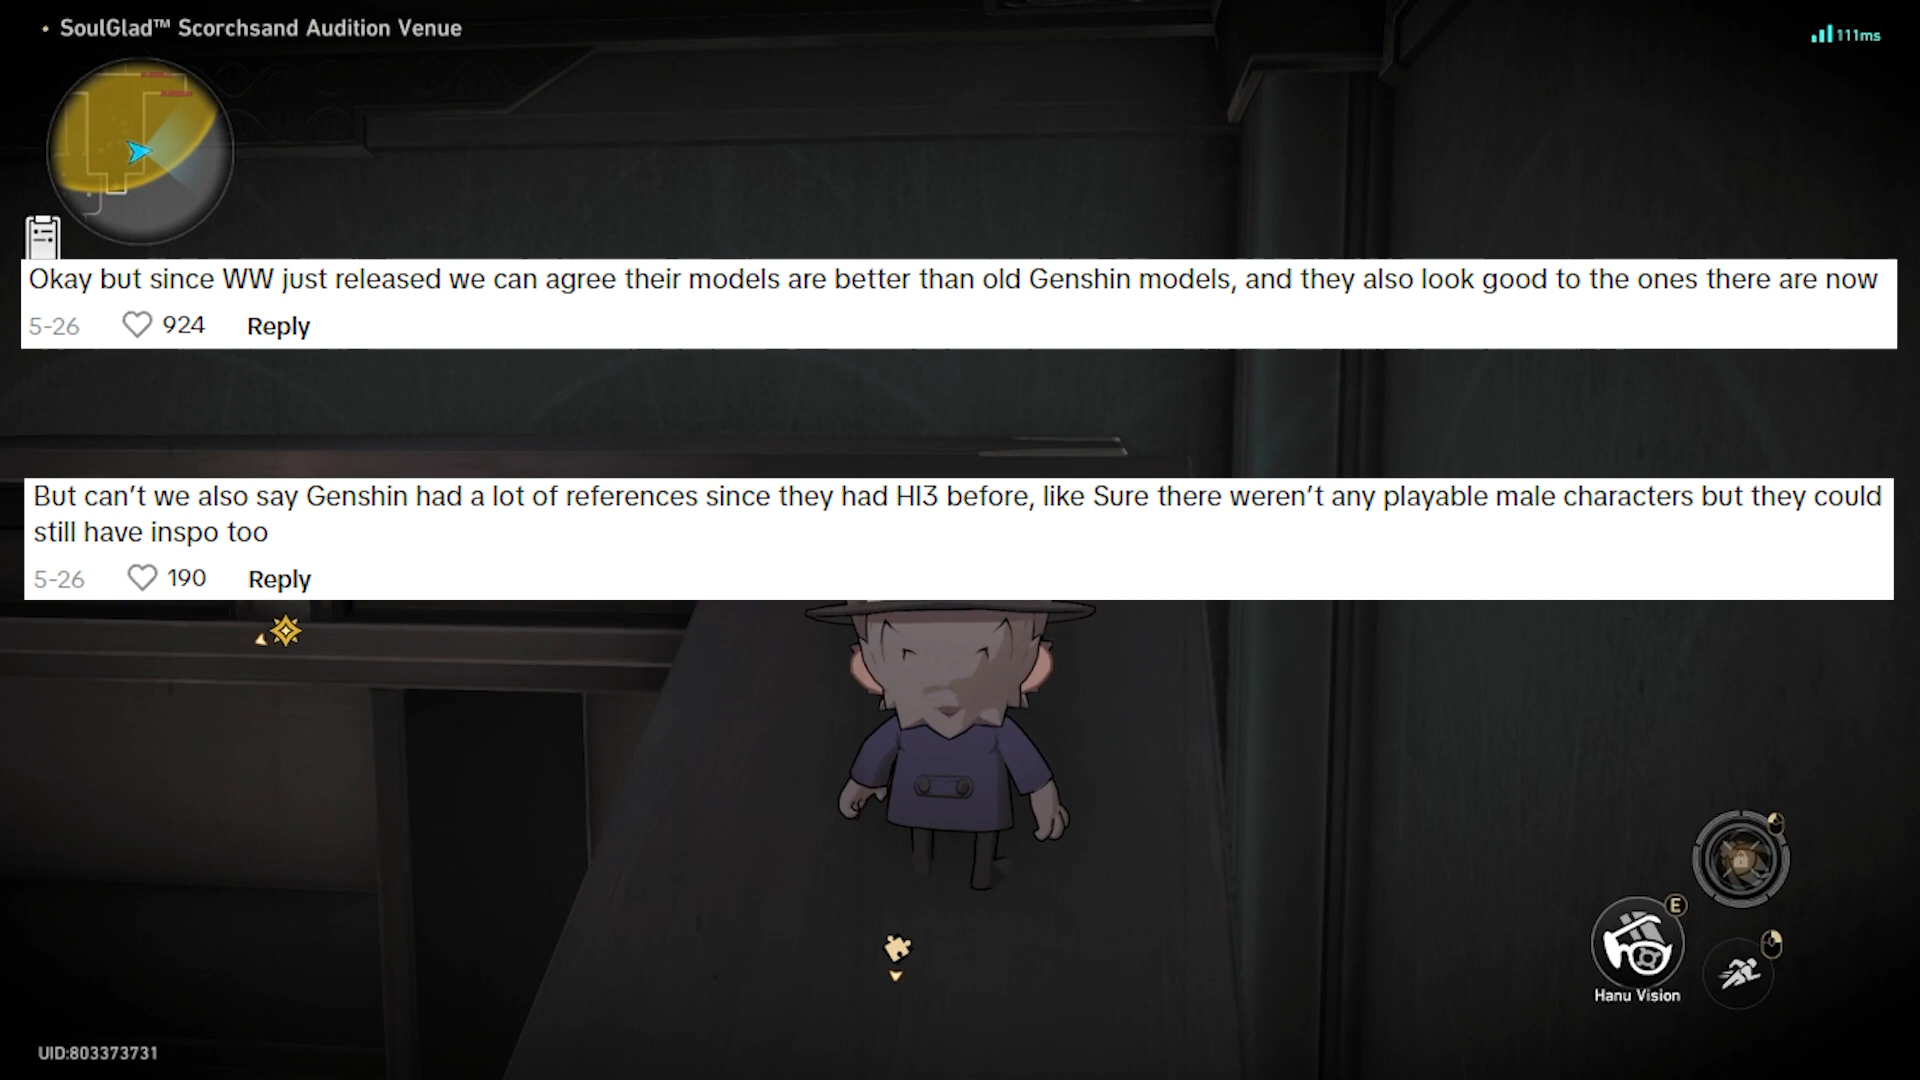 SoulGlad™ Scorchsand Audition Venue
111ms
Okay but since WW just released we can agree their models are better than old Genshin models, and they also look good to the ones there are now
5-26 924 Reply
But can't we also say Genshin had a lot of references since they had HI3 before, like Sure there weren't any playable male characters but they could
still have inspo too
5-26 190 Reply
E
Hanu Vision
UID:803373731